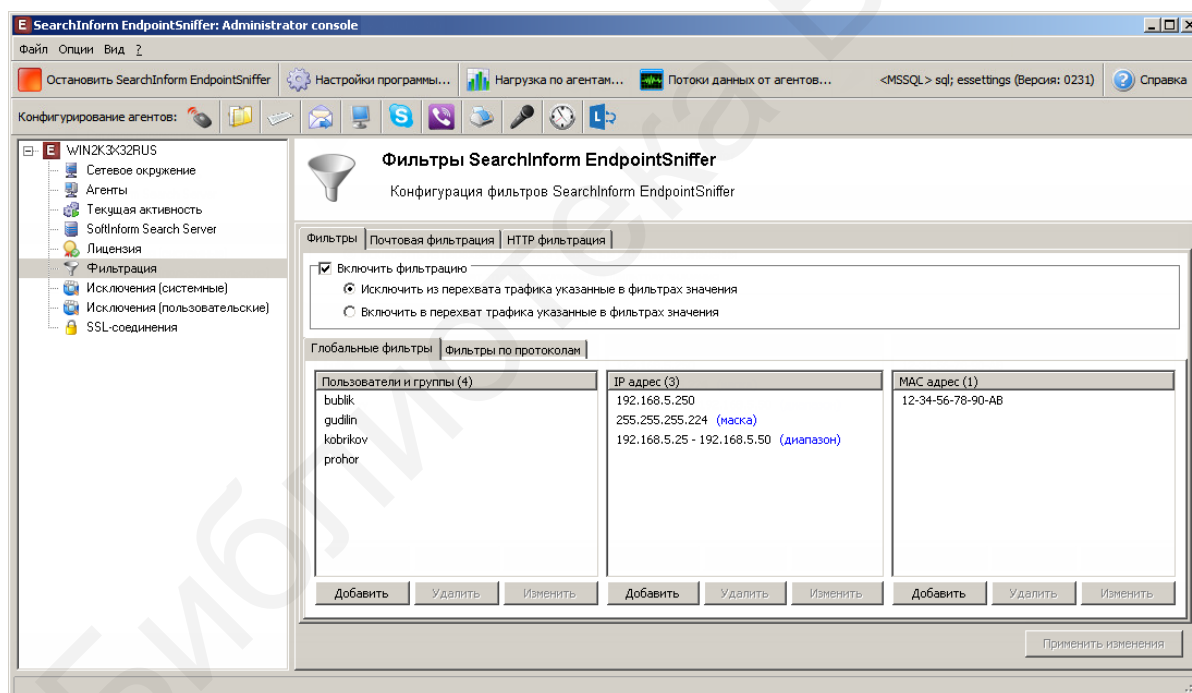 E SearchInform EndpointSniffer: Administrator console
Файл Опции Вид ?
Остановить SearchInform EndpointSniffer Настройки программы... Нагрузка по агентам... Потоки данных от агентов... <MSSQL> sql; essettings (Версия: 0231) Справка
Конфигурирование агентов:
WIN2K3X32RUS
Сетевое окружение
Агенты
Текущая активность
SoftInform Search Server
Лицензия
Фильтрация
Исключения (системные)
Исключения (пользовательские)
SSL-соединения
Фильтры SearchInform EndpointSniffer
Конфигурация фильтров SearchInform EndpointSniffer
Фильтры Почтовая фильтрация HTTP фильтрация
Включить фильтрацию
Исключить из перехвата трафика указанные в фильтрах значения
Включить в перехват трафика указанные в фильтрах значения
Глобальные фильтры Фильтры по протоколам
Пользователи и группы (4)
bublik
gudilin
kobrikov
prohor
Добавить Удалить Изменить
IP адрес (3)
192.168.5.250
255.255.255.224 (маска)
192.168.5.25 - 192.168.5.50 (диапазон)
Добавить Удалить Изменить
MAC адрес (1)
12-34-56-78-90-AB
Добавить Удалить Изменить
Применить изменения
Библиотека